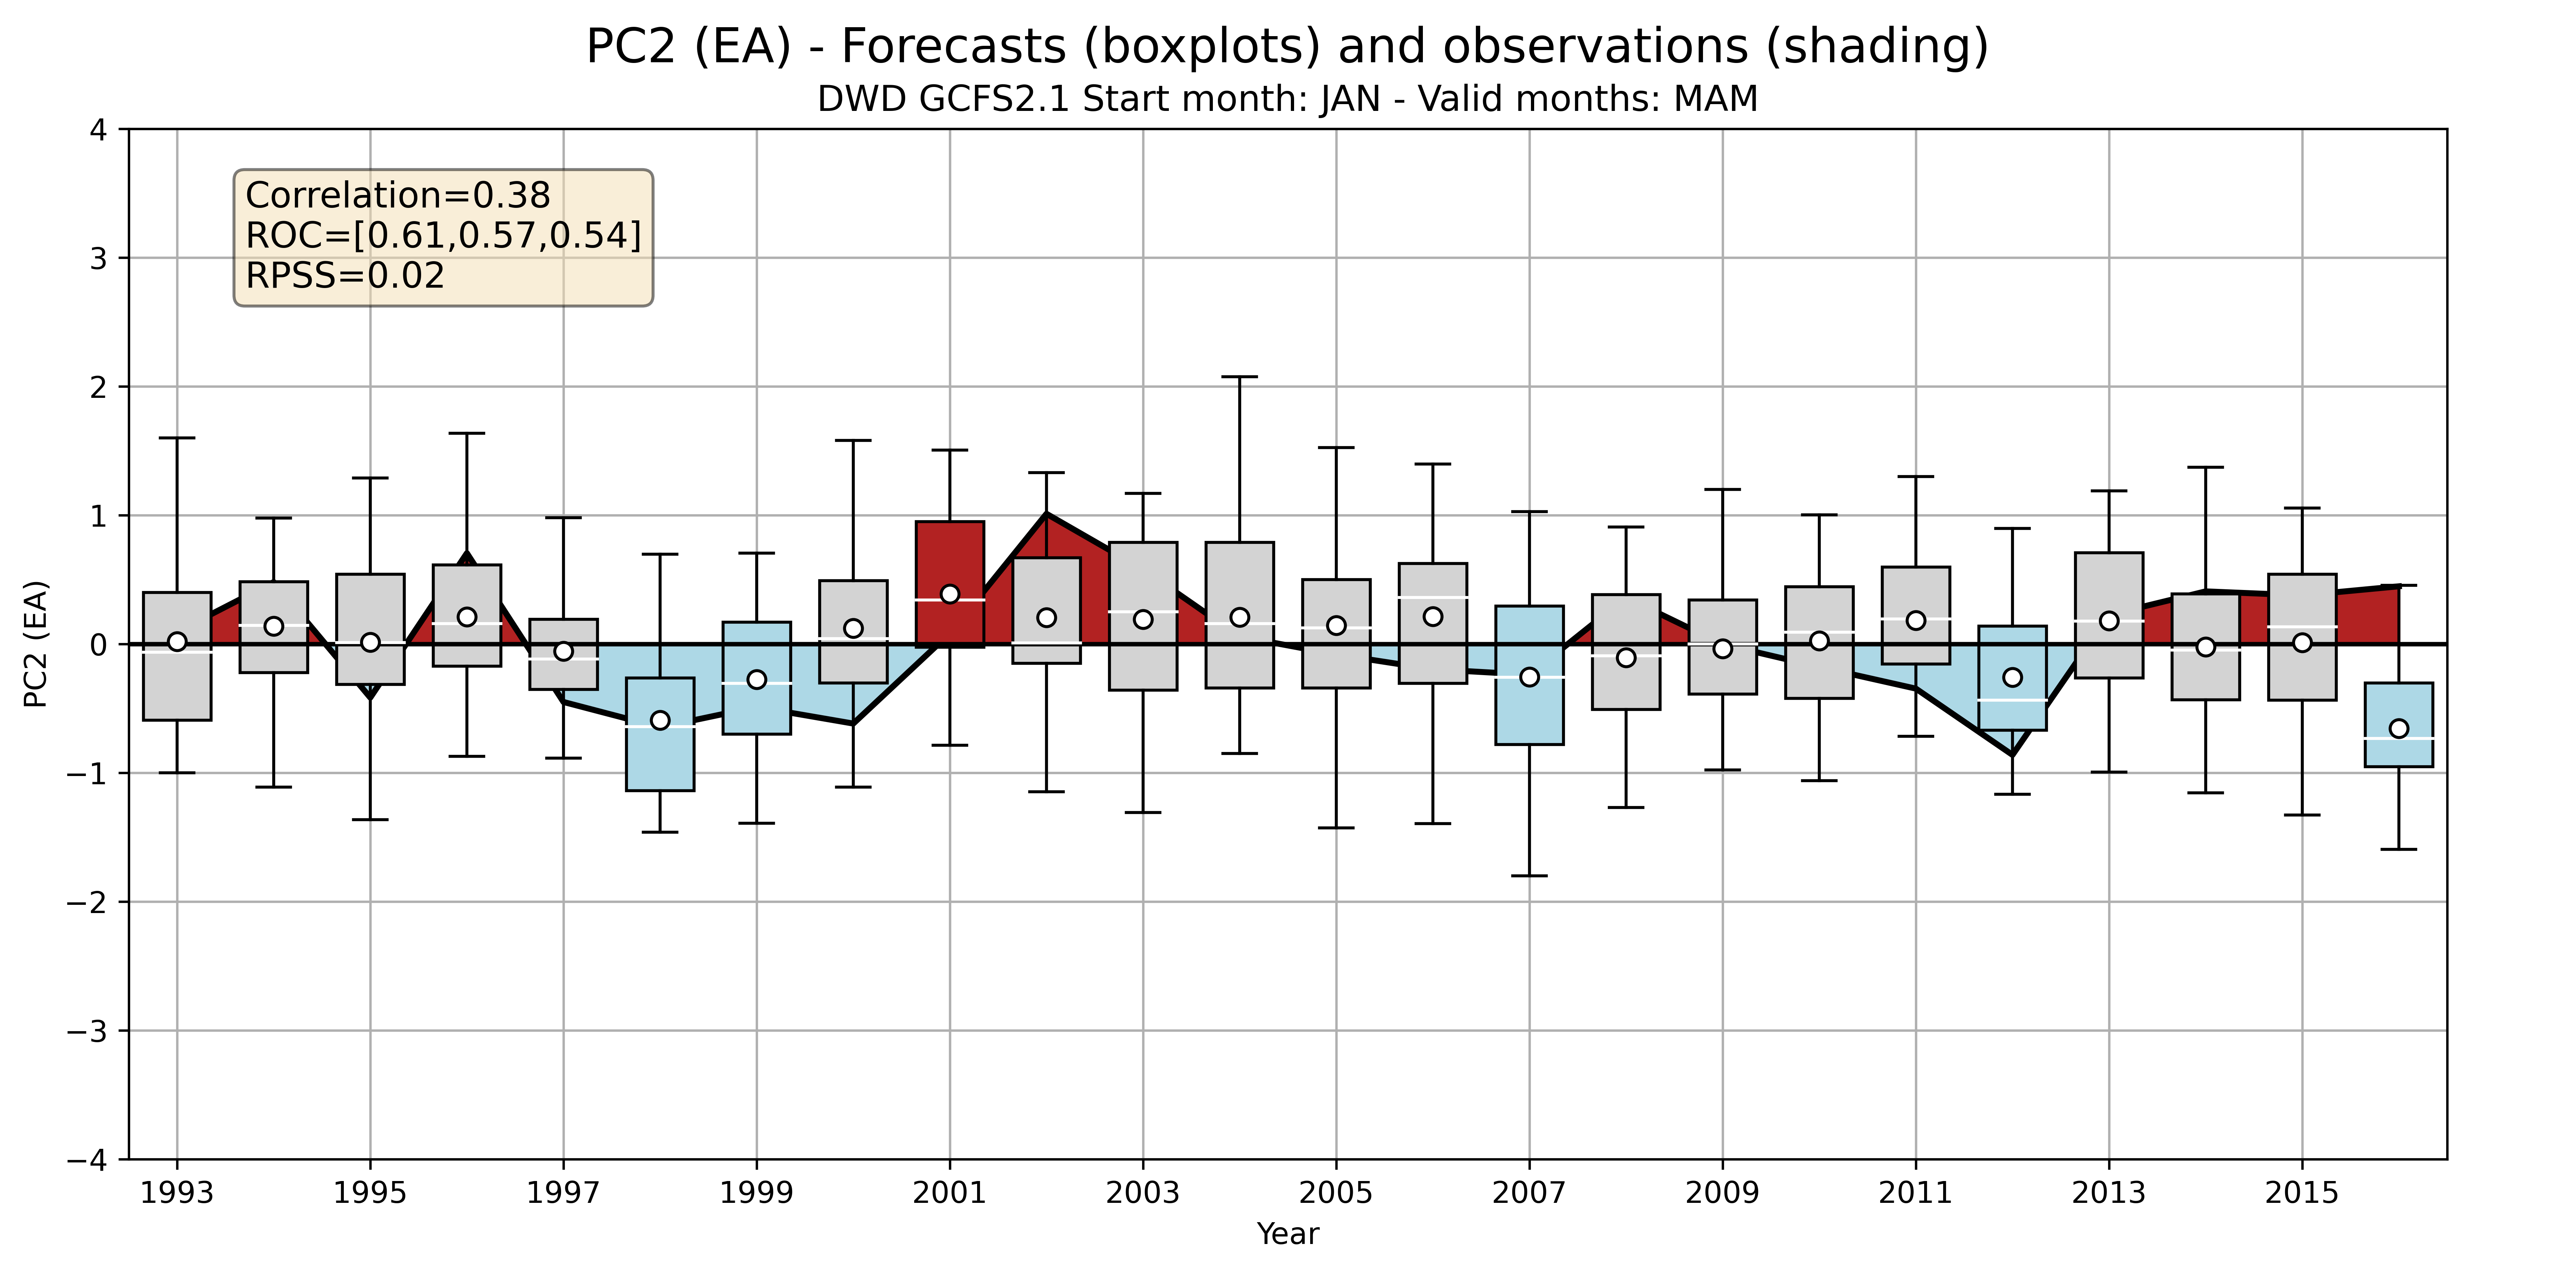 PC2 (EA) - Forecasts (boxplots) and observations (shading)
DWD GCFS2.1 Start month: JAN - Valid months: MAM
Correlation=0.38
ROC=[0.61,0.57,0.54]
RPSS=0.02
PC2 (EA)
4
3
2
1
0
−1
−2
−3
−4
1993 1995 1997 1999 2001 2003 2005 2007 2009 2011 2013 2015
Year